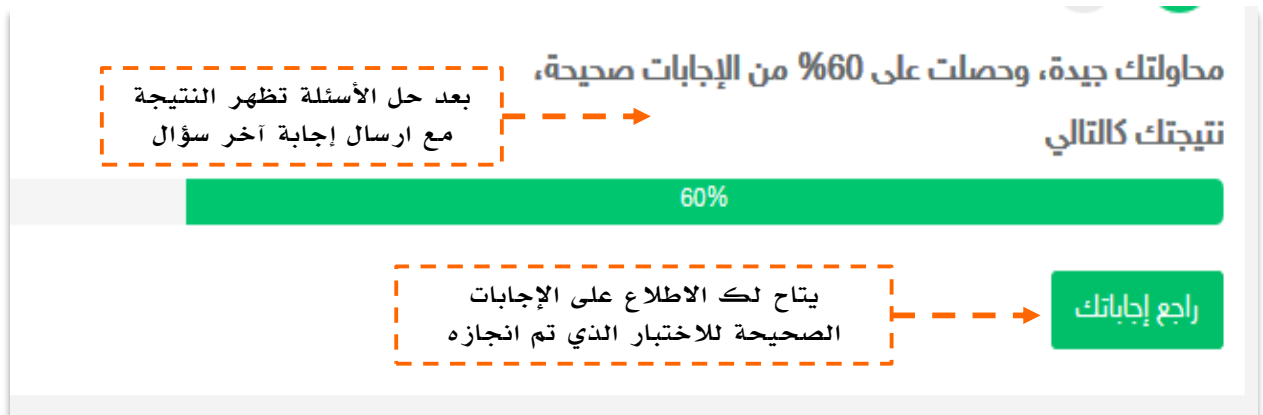 محاولتك جيدة، وحصلت على 60% من الإجابات صحيحة،
نتيجتك كالتالي
بعد حل الأسئلة تظهر النتيجة
مع ارسال إجابة آخر سؤال
60%
راجع إجاباتك
يتاح لك الاطلاع على الإجابات
الصحيحة للاختبار الذي تم انجازه